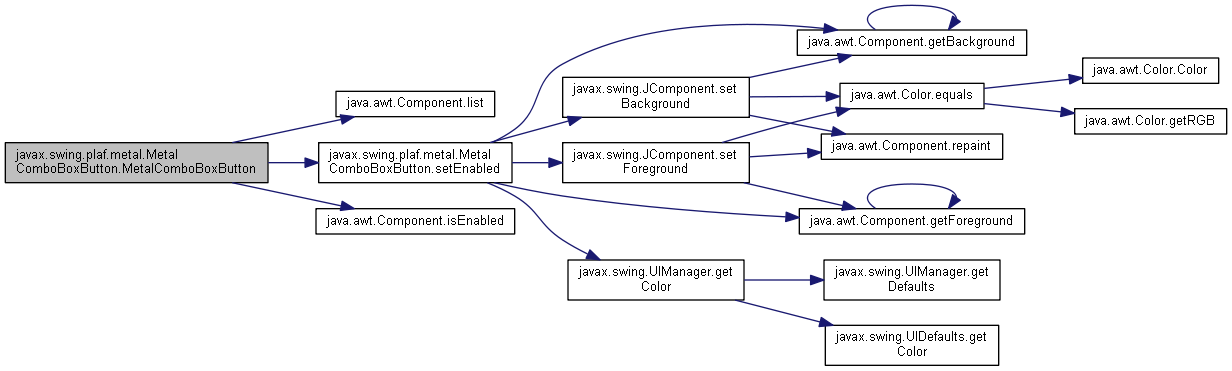 javax.swing.plaf.metal.Metal
ComboBoxButton.MetalComboBoxButton
java.awt.Component.list
javax.swing.plaf.metal.Metal
ComboBoxButton.setEnabled
java.awt.Component.isEnabled
javax.swing.JComponent.set
Background
javax.swing.JComponent.set
Foreground
javax.swing.UIManager.get
Color
java.awt.Component.getBackground
java.awt.Color.equals
java.awt.Component.repaint
java.awt.Component.getForeground
javax.swing.UIManager.get
Defaults
javax.swing.UIDefaults.get
Color
java.awt.Color.Color
java.awt.Color.getRGB